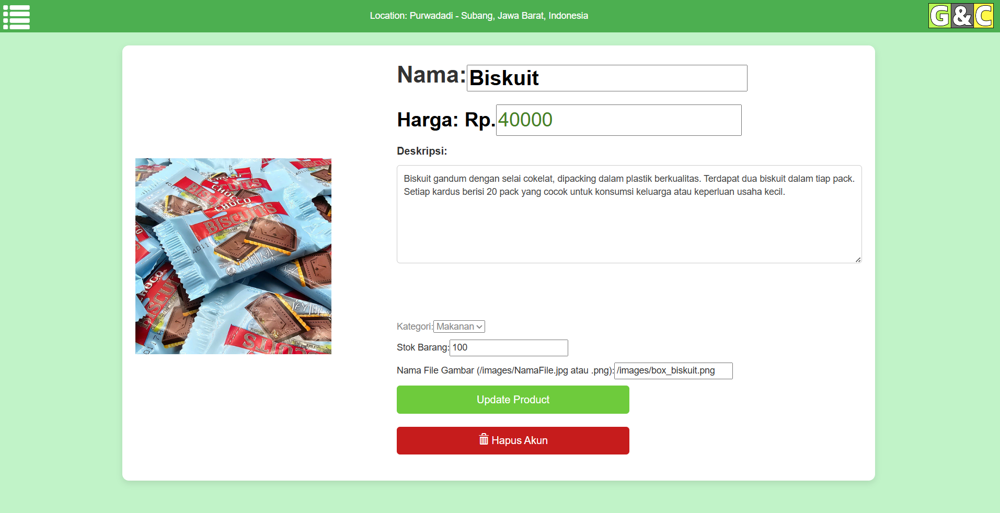 Location: Purwadadi - Subang, Jawa Barat, Indonesia
G&C
Nama: Biskuit
Harga: Rp. 40000
Deskripsi:
Biskuit gandum dengan selai cokelat, dipacking dalam plastik berkualitas. Terdapat dua biskuit dalam tiap pack.
Setiap kardus berisi 20 pack yang cocok untuk konsumsi keluarga atau keperluan usaha kecil.
CHOCO
BISCUITS
40117A
Kategori: Makanan
Stok Barang: 100
Nama File Gambar (/images/NamaFile.jpg atau .png): /images/box_biskuit.png
Update Product
Hapus Akun